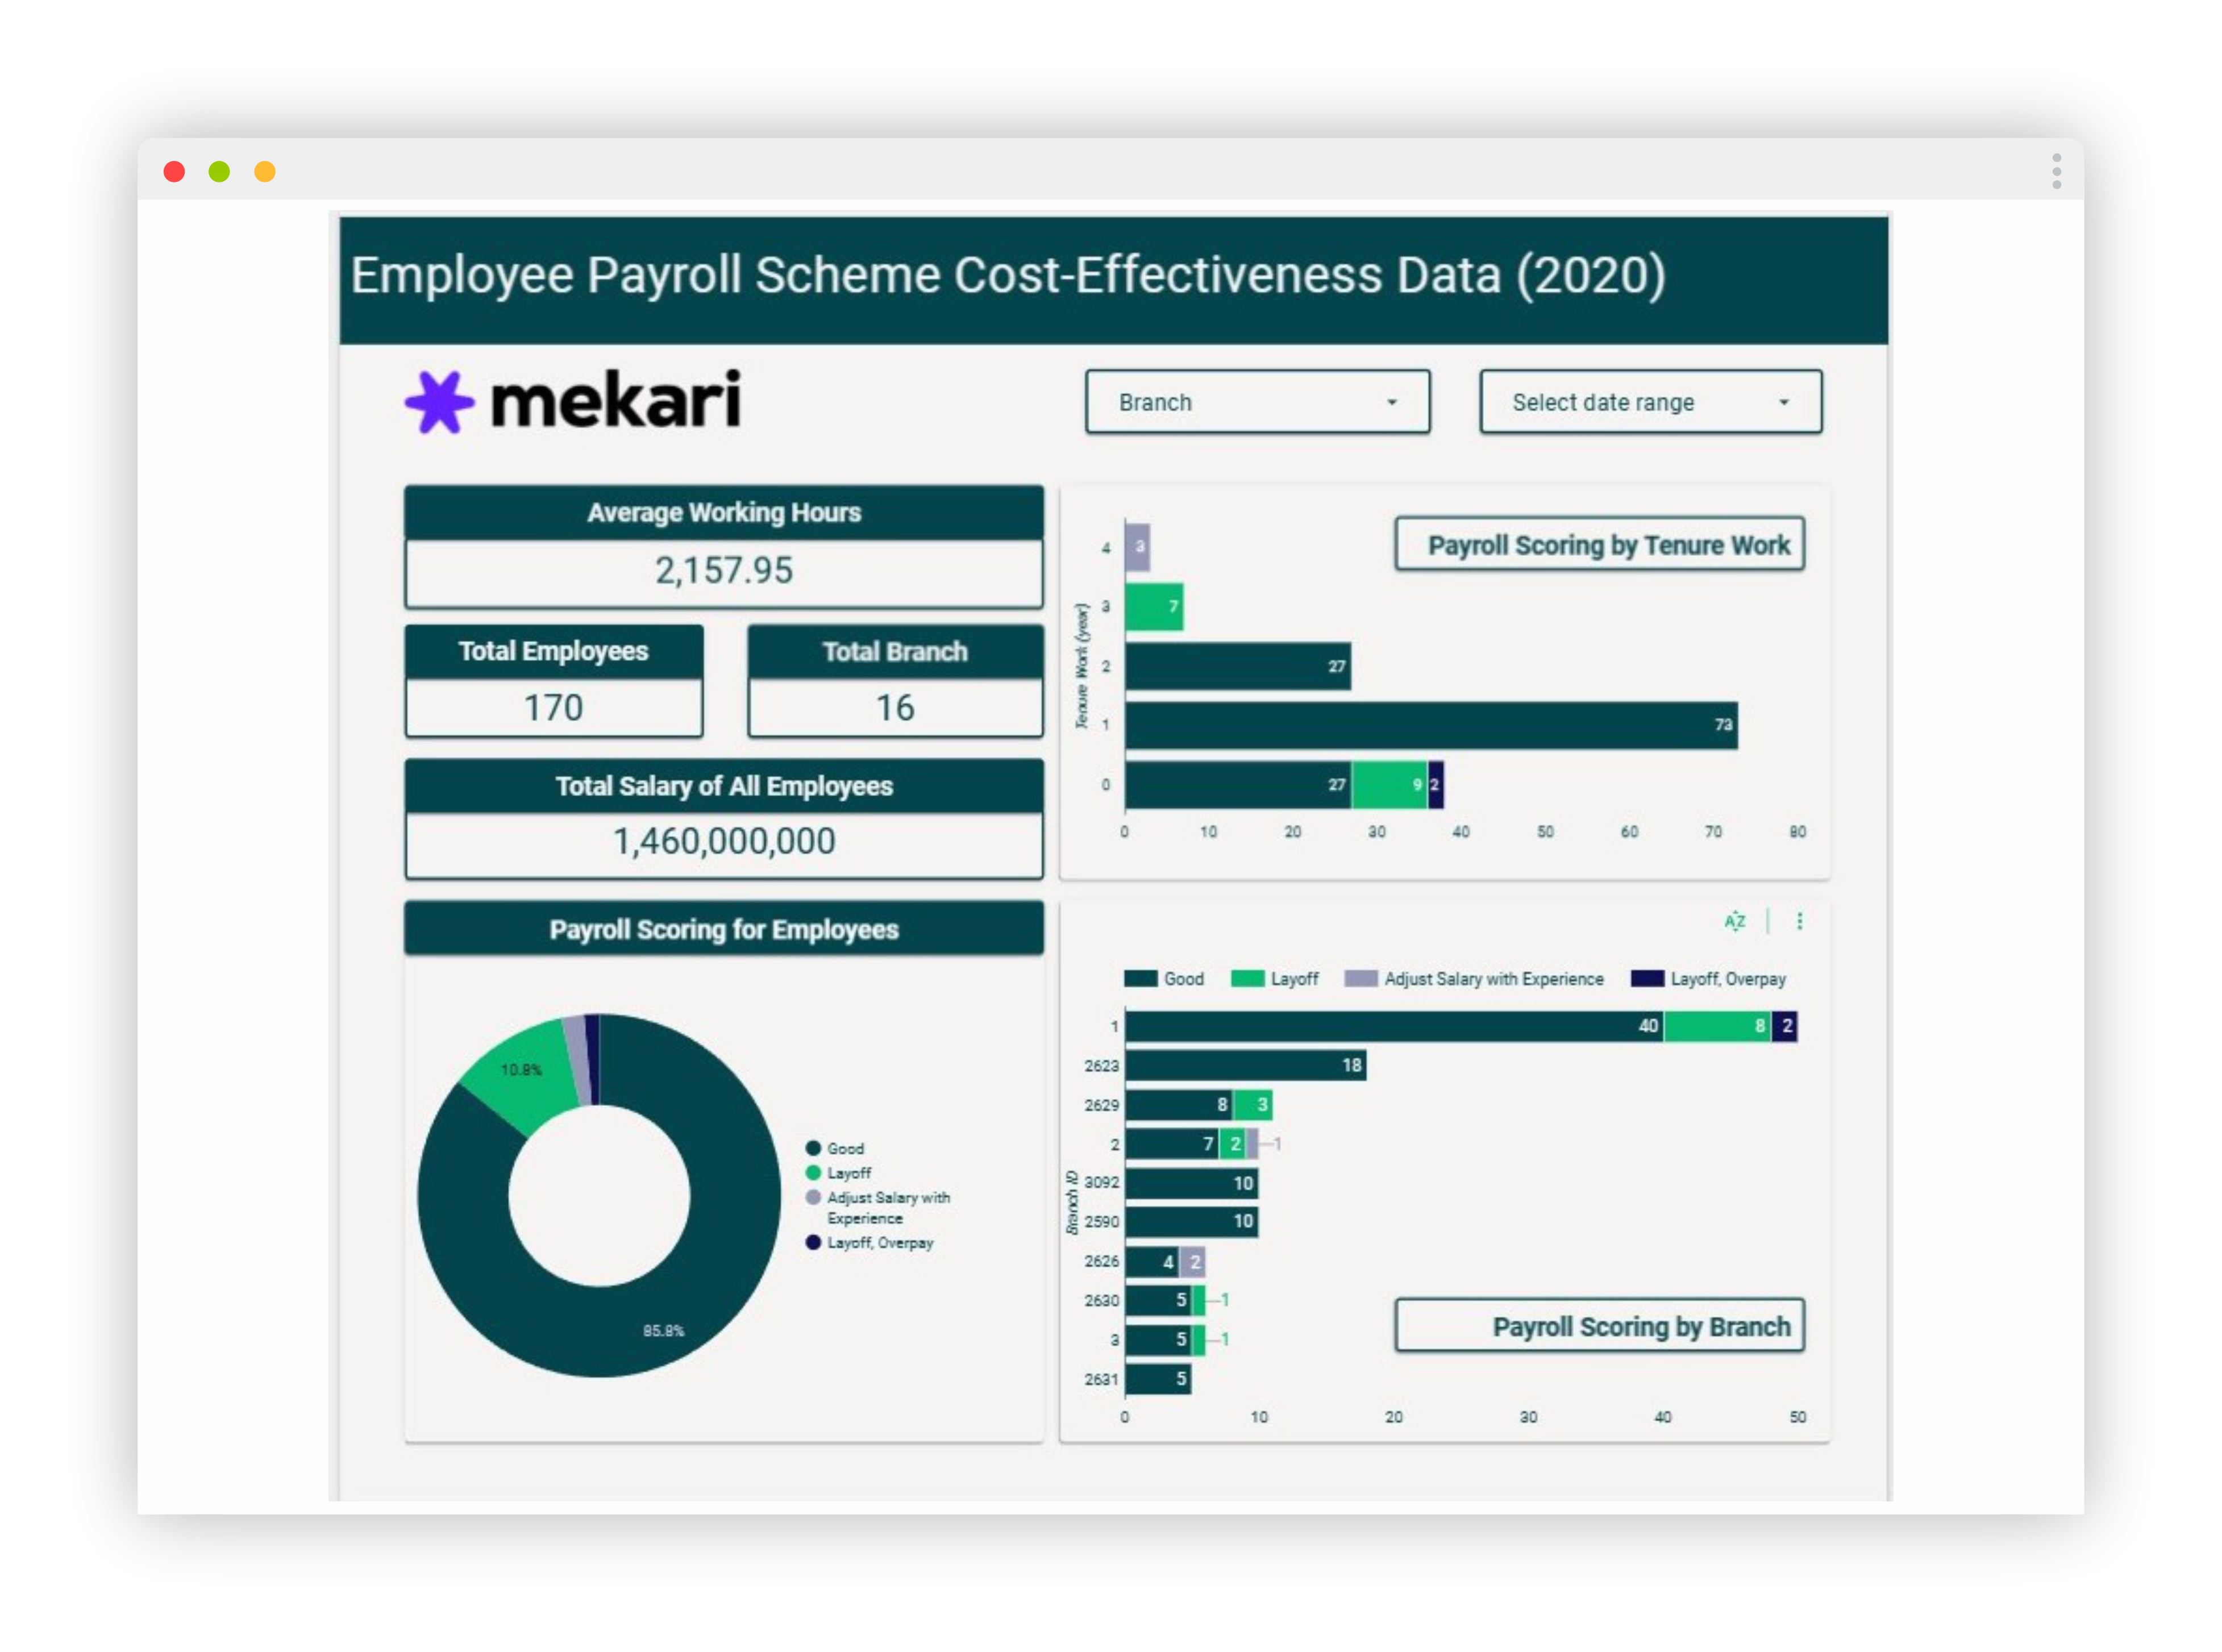 Employee Payroll Scheme Cost-Effectiveness Data (2020)
mekari
Branch
Select date range
Average Working Hours
2,157.95
Total Employees
170
Total Branch
16
Total Salary of All Employees
1,460,000,000
Payroll Scoring by Tenure Work
Tenure Work (year)
4 3
3 7
2 27
1 73
0 27 9 2
0 10 20 30 40 50 60 70 80
Payroll Scoring for Employees
10.8%
85.8%
Good
Layoff
Adjust Salary with
Experience
Layoff, Overpay
AZ
Good Layoff Adjust Salary with Experience Layoff, Overpay
Branch ID
1 40 8 2
2623 18
2629 8 3
2 7 2 1
3092 10
2590 10
2626 4 2
2630 5 1
3 5 1
2631 5
0 10 20 30 40 50
Payroll Scoring by Branch